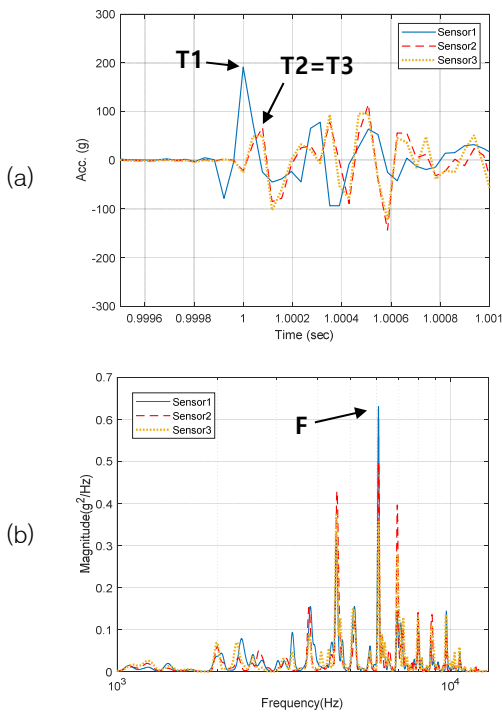 (a)
300
200
100
0
-100
-200
-300
Acc. (g)
T1
T2=T3
Sensor1
Sensor2
Sensor3
0.9996 0.9998 1 1.0002 1.0004 1.0006 1.0008 1.001
Time (sec)
(b)
0.7
0.6
0.5
0.4
0.3
0.2
0.1
0
Magnitude(g²/Hz)
Sensor1
Sensor2
Sensor3
F
10³ 10⁴
Frequency(Hz)